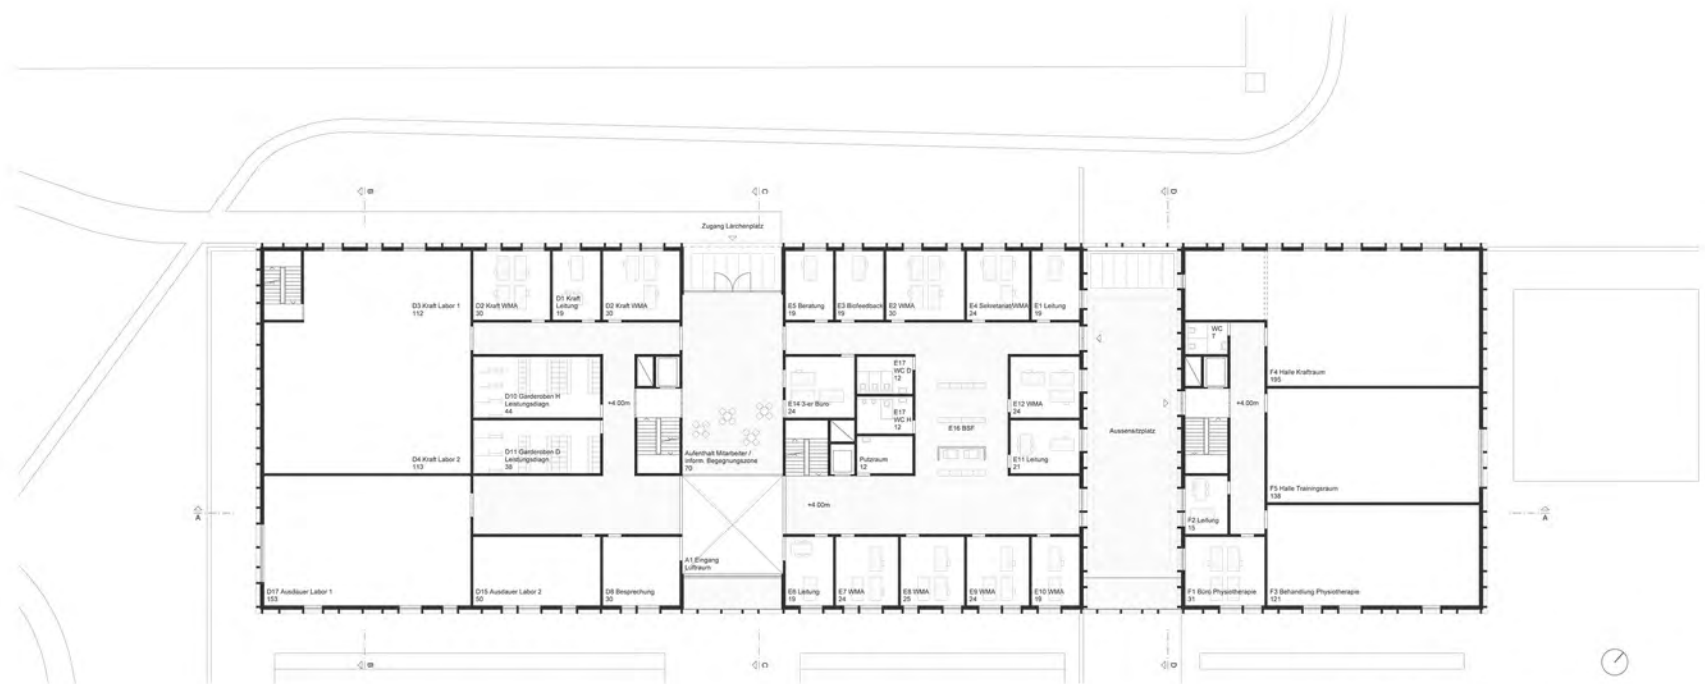 B
C
D
Zugang Lärchenplatz
D3 Kraft Labor 1
112
D2 Kraft WMA
30
D1 Kraft
Leitung
19
D2 Kraft WMA
30
E5 Beratung
19
E3 Biofeedback
19
E2 WMA
30
E4 Sekretariat/WMA
24
E1 Leitung
19
WC
7
F4 Halle Kraftraum
195
D10 Garderoben H
Leistungsdiagn.
44
+4.00m
E14 3-er Büro
24
E17
WC D
12
E17
WC H
12
E12 WMA
24
E16 BSF
Aussensitzplatz
+4.00m
D4 Kraft Labor 2
113
D11 Garderoben D
Leistungsdiagn.
38
Aufenthalt Mitarbeiter /
inform. Begegnungszone
70
Putzraum
12
E11 Leitung
21
F5 Halle Trainingsraum
138
A
+4.00m
F2 Leitung
15
A
A1 Eingang
Luftraum
D17 Ausdauer Labor 1
153
D15 Ausdauer Labor 2
50
D8 Besprechung
30
E6 Leitung
19
E7 WMA
24
E8 WMA
25
E9 WMA
24
E10 WMA
19
F1 Büro Physiotherapie
31
F3 Behandlung Physiotherapie
121
B
C
D